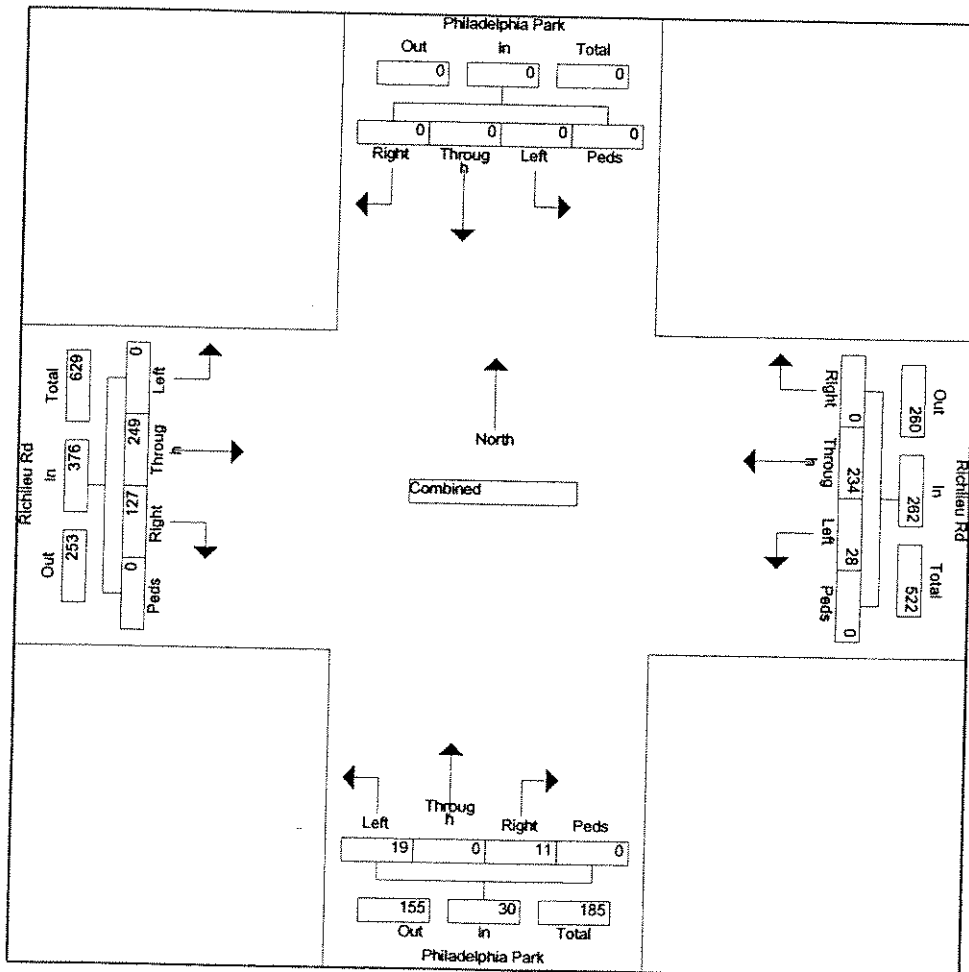 Philadelphia Park
Out In Total
0 0 0
0 0 0 0
Right Throug
h Left Peds
Richlieu Rd
Total In Out
629 376 253
0 249 127 0
Left Throug
h Right Peds
North
Combined
Richlieu Rd
Out In Total
260 262 522
0 234 28 0
Right Throug
h Left Peds
Left Throug
h Right Peds
19 0 11 0
155 30 185
Out In Total
Philadelphia Park